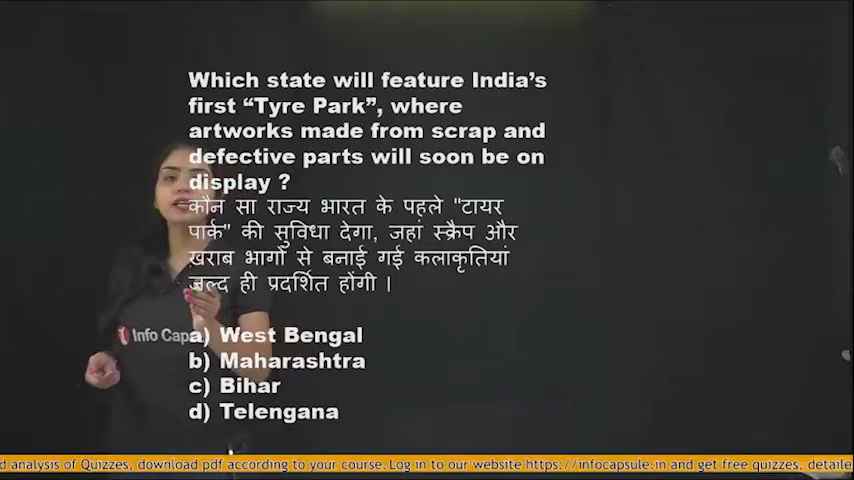 Which state will feature India's
first “Tyre Park”, where
artworks made from scrap and
defective parts will soon be on
display ?
कौन सा राज्य भारत के पहले "टायर
पार्क" की सुविधा देगा, जहां स्क्रैप और
खराब भागों से बनाई गई कलाकृतियां
जल्द ही प्रदर्शित होंगी |
Info Cap
a) West Bengal
b) Maharashtra
c) Bihar
d) Telengana
d analysis of Quizzes, download pdf according to your course. Log in to our website https://infocapsule.in and get free quizzes, detaile